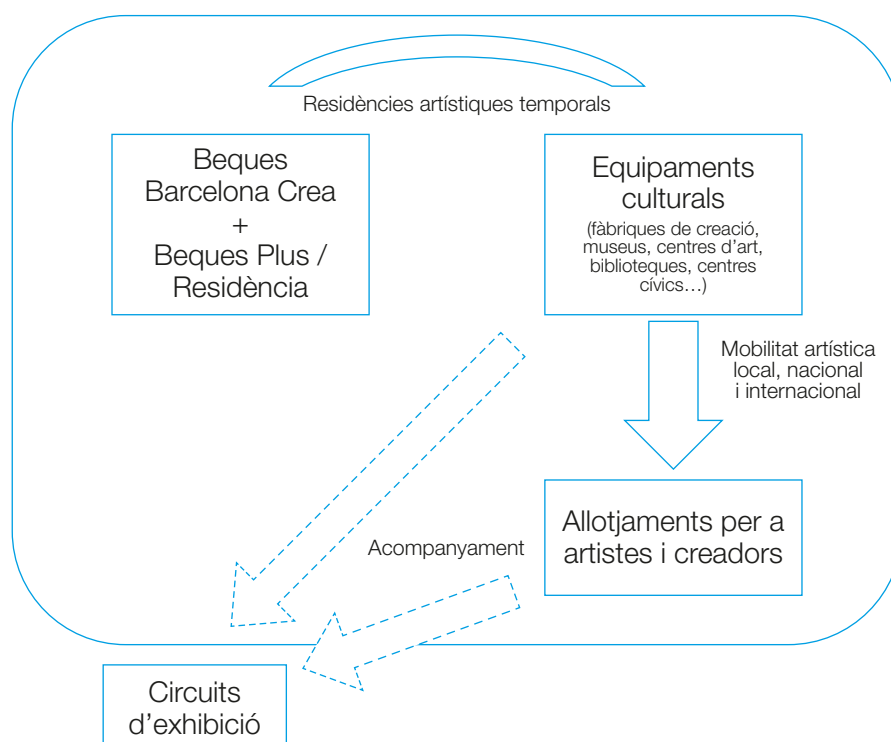 Residències artístiques temporals
Beques
Barcelona Crea
+
Beques Plus /
Residència
Equipaments
culturals
(fàbriques de creació,
museus, centres d’art,
biblioteques, centres
cívics…)
Mobilitat artística
local, nacional
i internacional
Allotjaments per a
artistes i creadors
Acompanyament
Circuits
d’exhibició